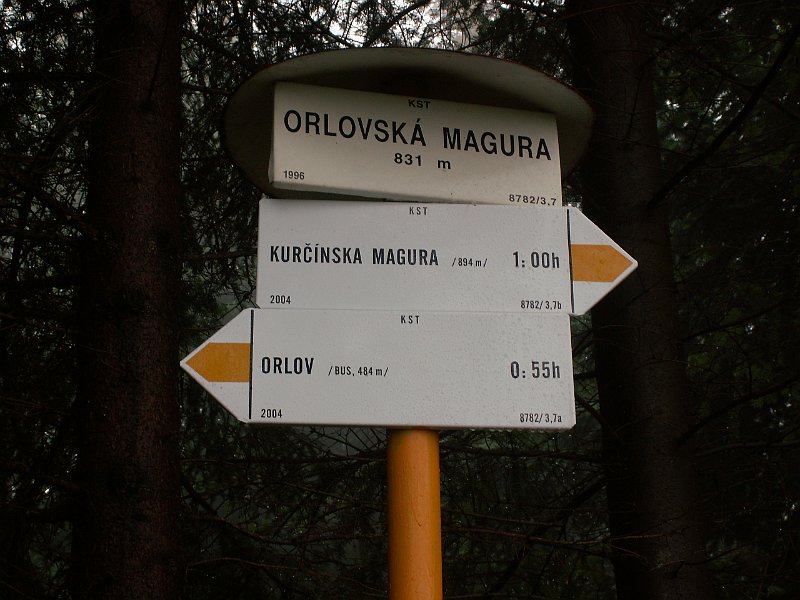 KST
ORLOVSKÁ MAGURA
831 m
1996 8782/3,7
KST
KURČÍNSKA MAGURA /894 m/ 1:00h
2004 8782/3,7b
KST
ORLOV /BUS, 484 m/ 0:55h
2004 8782/3,7a